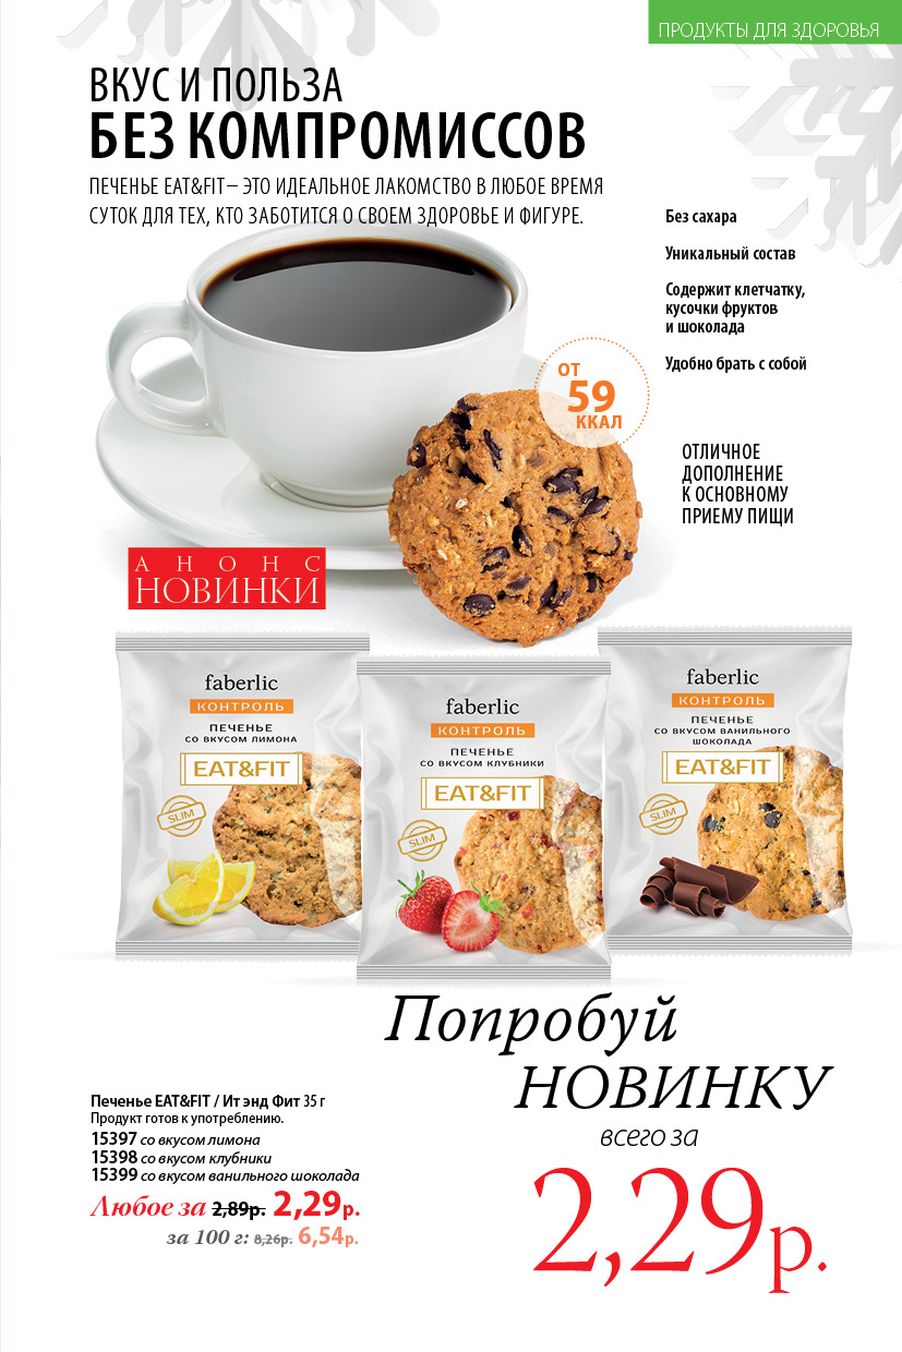 ПРОДУКТЫ ДЛЯ ЗДОРОВЬЯ
ВКУС И ПОЛЬЗА
БЕЗ КОМПРОМИССОВ
ПЕЧЕНЬЕ EAT&FIT– ЭТО ИДЕАЛЬНОЕ ЛАКОМСТВО В ЛЮБОЕ ВРЕМЯ
СУТОК ДЛЯ ТЕХ, КТО ЗАБОТИТСЯ О СВОЕМ ЗДОРОВЬЕ И ФИГУРЕ.
Без сахара
Уникальный состав
Содержит клетчатку,
кусочки фруктов
и шоколада
Удобно брать с собой
ОТ
59
ККАЛ
ОТЛИЧНОЕ
ДОПОЛНЕНИЕ
К ОСНОВНОМУ
ПРИЕМУ ПИЩИ
АНОНС
НОВИНКИ
faberlic
КОНТРОЛЬ
ПЕЧЕНЬЕ
СО ВКУСОМ ЛИМОНА
EAT&FIT
SLIM
faberlic
КОНТРОЛЬ
ПЕЧЕНЬЕ
СО ВКУСОМ КЛУБНИКИ
EAT&FIT
SLIM
faberlic
КОНТРОЛЬ
ПЕЧЕНЬЕ
СО ВКУСОМ ВАНИЛЬНОГО
ШОКОЛАДА
EAT&FIT
SLIM
Попробуй
НОВИНКУ
всего за
2,29р.
Печенье EAT&FIT / Ит энд Фит 35 г
Продукт готов к употреблению.
15397 со вкусом лимона
15398 со вкусом клубники
15399 со вкусом ванильного шоколада
Любое за 2,89р. 2,29р.
за 100 г: 8,26р. 6,54р.